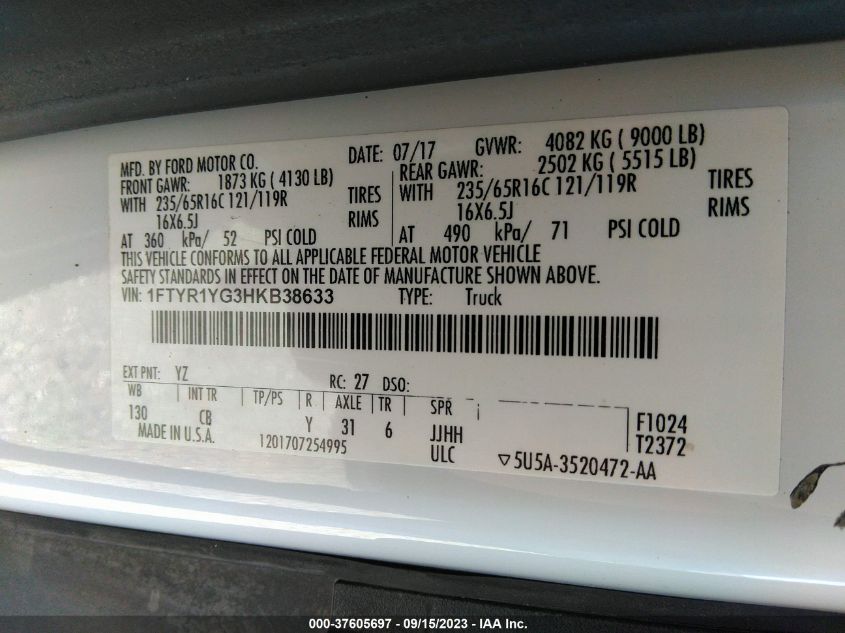 MFD. BY FORD MOTOR CO. DATE: 07/17 GVWR: 4082 KG ( 9000 LB)
FRONT GAWR: 1873 KG ( 4130 LB) REAR GAWR: 2502 KG ( 5515 LB)
WITH 235/65R16C 121/119R TIRES WITH 235/65R16C 121/119R TIRES
16X6.5J RIMS 16X6.5J RIMS
AT 360 kPa/ 52 PSI COLD AT 490 kPa/ 71 PSI COLD
THIS VEHICLE CONFORMS TO ALL APPLICABLE FEDERAL MOTOR VEHICLE
SAFETY STANDARDS IN EFFECT ON THE DATE OF MANUFACTURE SHOWN ABOVE.
VIN: 1FTYR1YG3HKB38633 TYPE: Truck
EXT PNT: YZ RC: 27 DSO:
WB INT TR TP/PS R AXLE TR SPR
130 CB Y 31 6 JJHH F1024
MADE IN U.S.A. 1201707254995 ULC T2372
▽5U5A-3520472-AA
000-37605697 - 09/15/2023 - IAA Inc.